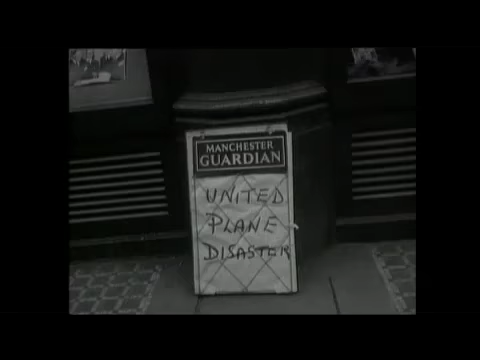 MANCHESTER
GUARDIAN
UNITED
PLANE
DISASTER